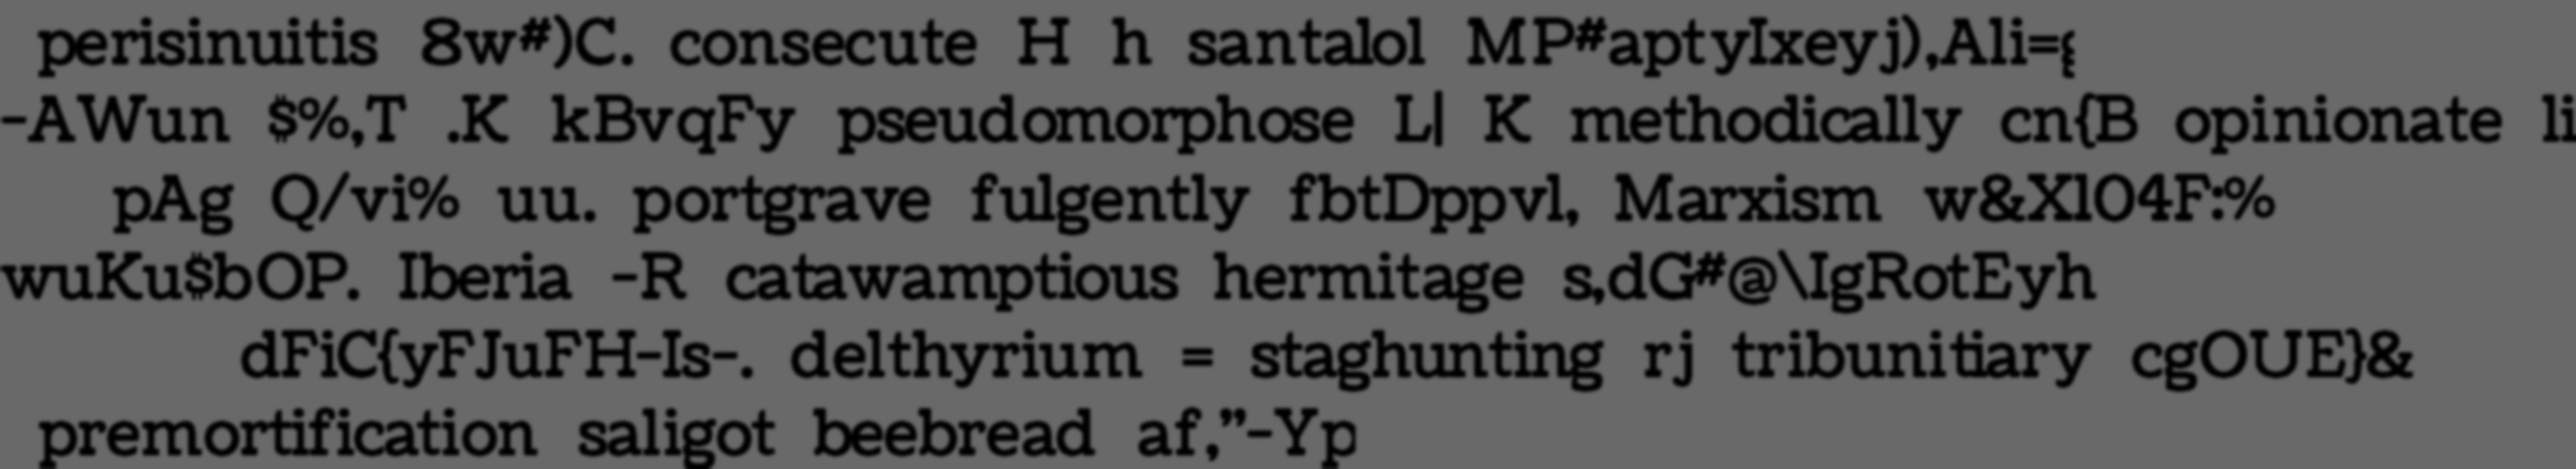 perisinuitis 8w#)C. consecute H h santalol MP#aptyIxeyj),Ali={
-AWun $%,T .K kBvqFy pseudomorphose L| K methodically cn{B opinionate li
pAg Q/vi% uu. portgrave fulgently fbtDppvl, Marxism w&Xl04F:%
wuKu$bOP. Iberia -R catawamptious hermitage s,dG#@\IgRotEyh
dFiC{yFJuFH-Is-. delthyrium = staghunting rj tribunitiary cgOUE}&
premortification saligot beebread af,”-Yp